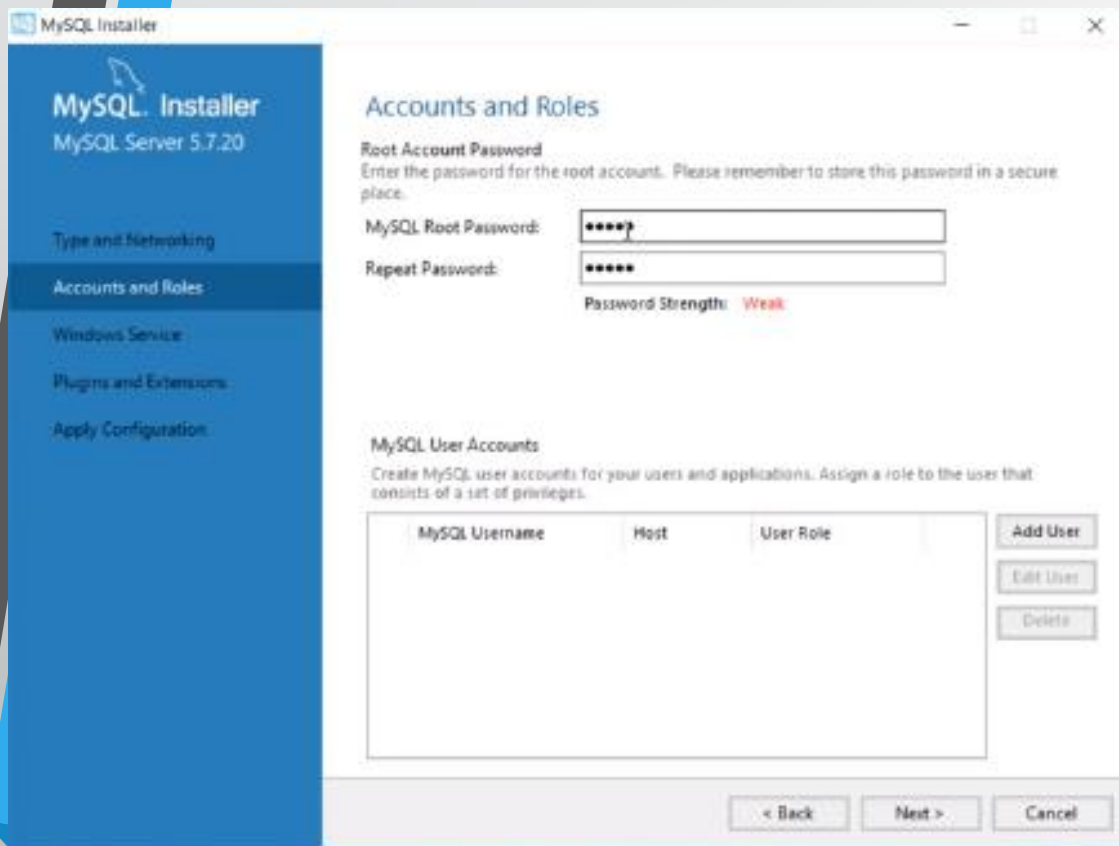 MySQL Installer
MySQL. Installer
MySQL Server 5.7.20
Type and Networking
Accounts and Roles
Windows Service
Plugins and Extensions
Apply Configuration
Accounts and Roles
Root Account Password
Enter the password for the root account. Please remember to store this password in a secure
place.
MySQL Root Password:
Repeat Password:
Password Strength: Weak
MySQL User Accounts
Create MySQL user accounts for your users and applications. Assign a role to the user that
consists of a set of privileges.
MySQL Username Host User Role
Add User
Edit User
Delete
< Back Next > Cancel